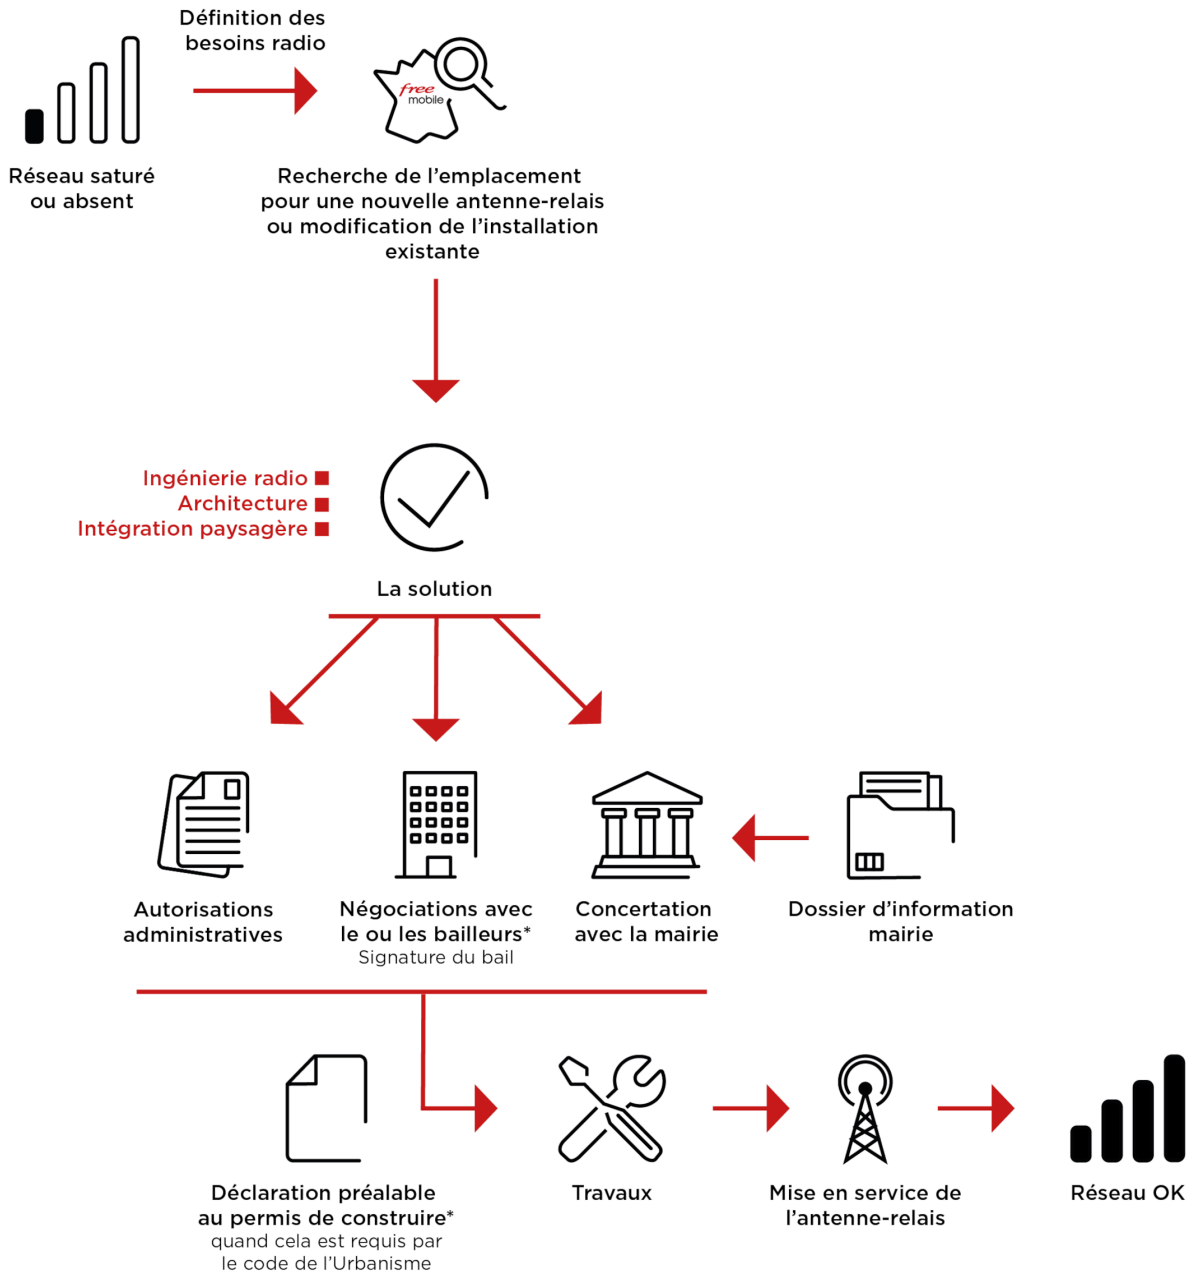 Définition des
besoins radio
free
mobile
Réseau saturé
ou absent
Recherche de l'emplacement
pour une nouvelle antenne-relais
ou modification de l'installation
existante
Ingénierie radio
Architecture
Intégration paysagère
La solution
Autorisations
administratives
Négociations avec
le ou les bailleurs*
Signature du bail
Concertation
avec la mairie
Dossier d'information
mairie
Déclaration préalable
au permis de construire*
quand cela est requis par
le code de l'Urbanisme
Travaux
Mise en service de
l'antenne-relais
Réseau OK